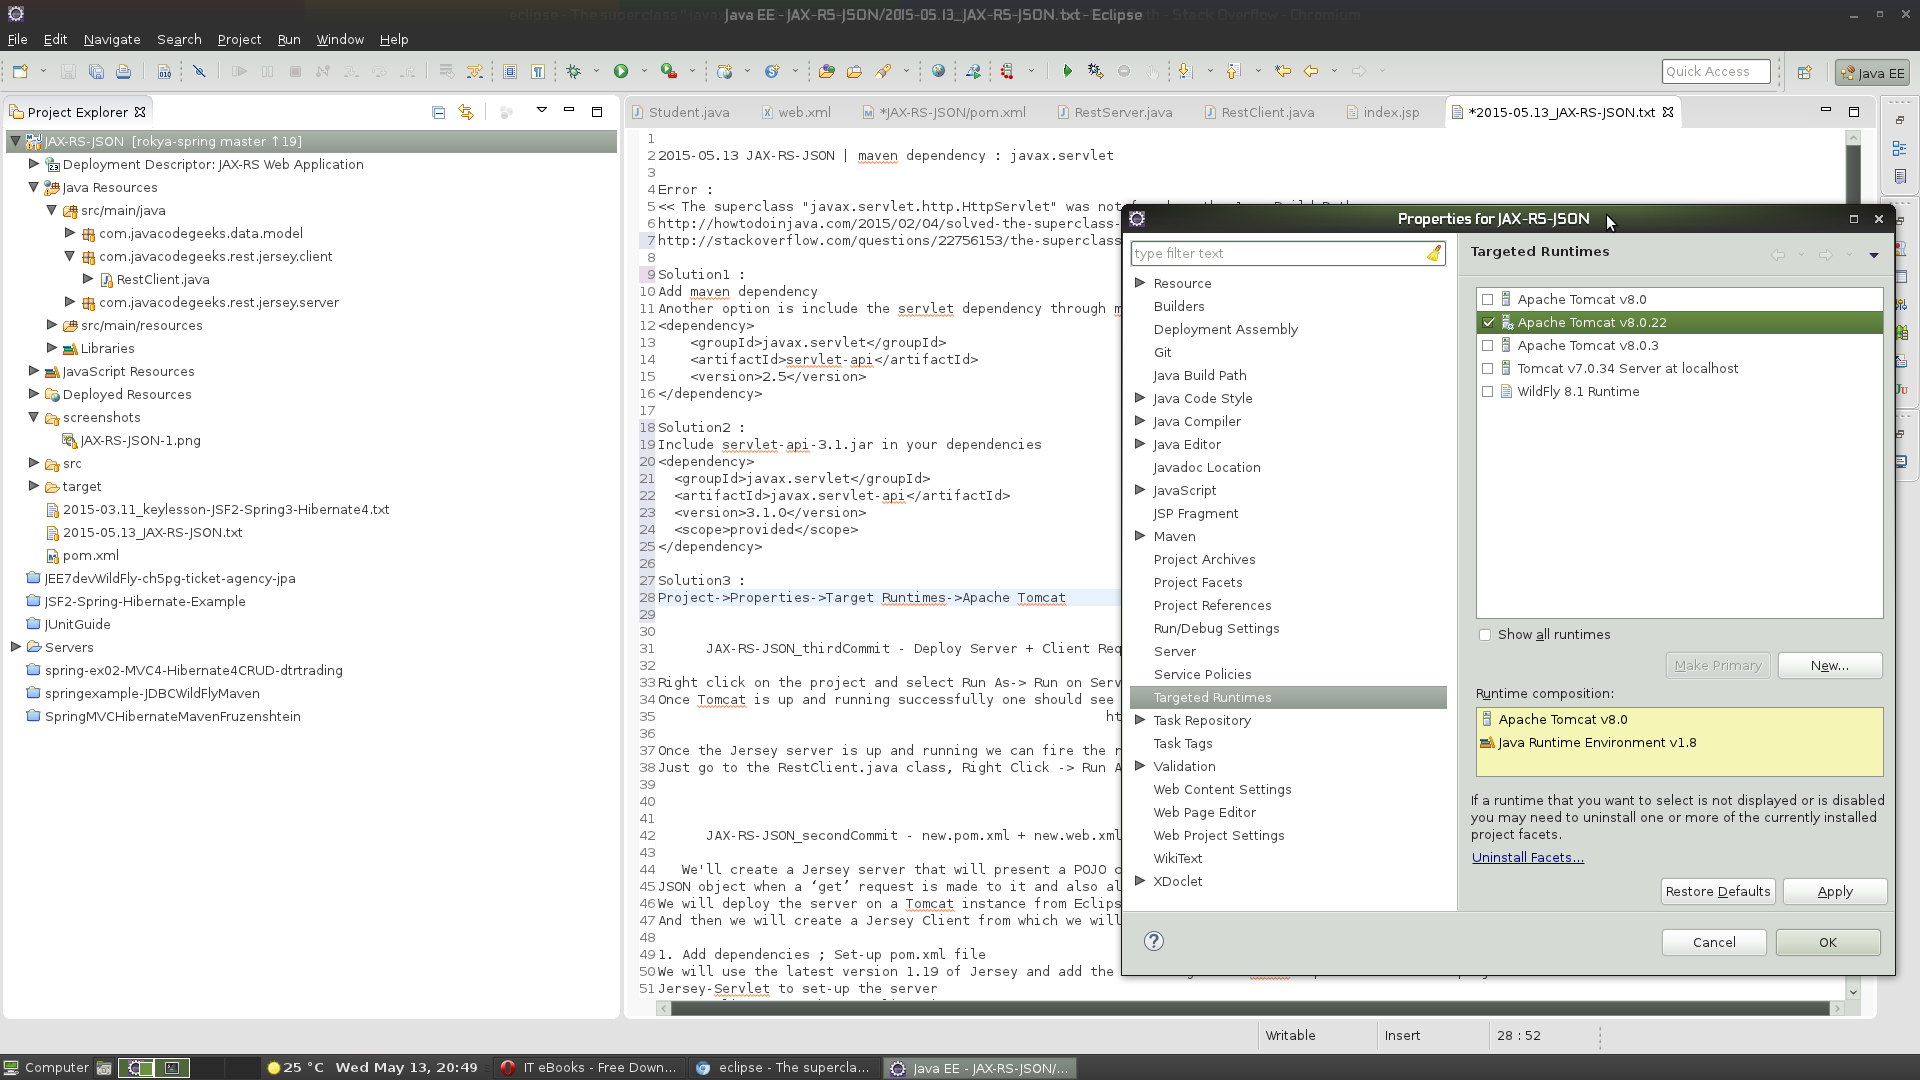 Java EE - JAX-RS-JSON/2015-05.13_JAX-RS-JSON.txt - Eclipse
File Edit Navigate Search Project Run Window Help
Quick Access
Java EE
Project Explorer
JAX-RS-JSON [rokya-spring master ↑19]
Deployment Descriptor: JAX-RS Web Application
Java Resources
src/main/java
com.javacodegeeks.data.model
com.javacodegeeks.rest.jersey.client
RestClient.java
com.javacodegeeks.rest.jersey.server
src/main/resources
Libraries
JavaScript Resources
Deployed Resources
screenshots
JAX-RS-JSON-1.png
src
target
2015-03.11_keylesson-JSF2-Spring3-Hibernate4.txt
2015-05.13_JAX-RS-JSON.txt
pom.xml
JEE7devWildFly-ch5pg-ticket-agency-jpa
JSF2-Spring-Hibernate-Example
JUnitGuide
Servers
spring-ex02-MVC4-Hibernate4CRUD-dtrtrading
springexample-JDBCWildFlyMaven
SpringMVCHibernateMavenFruzenshtein
Student.java web.xml *JAX-RS-JSON/pom.xml RestServer.java RestClient.java index.jsp *2015-05.13_JAX-RS-JSON.txt
1
2 2015-05.13 JAX-RS-JSON | maven dependency : javax.servlet
3
4 Error :
5 << The superclass "javax.servlet.http.HttpServlet" was not
6 http://howtodoinjava.com/2015/02/04/solved-the-superclass-
7 http://stackoverflow.com/questions/22756153/the-superclass
8
9 Solution1 :
10 Add maven dependency
11 Another option is include the servlet dependency through
12 <dependency>
13 <groupId>javax.servlet</groupId>
14 <artifactId>servlet-api</artifactId>
15 <version>2.5</version>
16 </dependency>
17
18 Solution2 :
19 Include servlet-api-3.1.jar in your dependencies
20 <dependency>
21 <groupId>javax.servlet</groupId>
22 <artifactId>javax.servlet-api</artifactId>
23 <version>3.1.0</version>
24 <scope>provided</scope>
25 </dependency>
26
27 Solution3 :
28 Project->Properties->Target Runtimes->Apache Tomcat
29
30
31 JAX-RS-JSON_thirdCommit - Deploy Server + Client Req
32
33 Right click on the project and select Run As-> Run on Serv
34 Once Tomcat is up and running successfully one should see
35 ht
36
37 Once the Jersey server is up and running we can fire the r
38 Just go to the RestClient.java class, Right Click -> Run A
39
40
41
42 JAX-RS-JSON_secondCommit - new.pom.xml + new.web.xml
43
44 We'll create a Jersey server that will present a POJO c
45 JSON object when a ‘get’ request is made to it and also al
46 We will deploy the server on a Tomcat instance from Eclips
47 And then we will create a Jersey Client from which we will
48
49 1. Add dependencies ; Set-up pom.xml file
50 We will use the latest version 1.19 of Jersey and add the
51 Jersey-Servlet to set-up the server
Properties for JAX-RS-JSON
type filter text
Resource
Builders
Deployment Assembly
Git
Java Build Path
Java Code Style
Java Compiler
Java Editor
Javadoc Location
JavaScript
JSP Fragment
Maven
Project Archives
Project Facets
Project References
Run/Debug Settings
Server
Service Policies
Targeted Runtimes
Task Repository
Task Tags
Validation
Web Content Settings
Web Page Editor
Web Project Settings
WikiText
XDoclet
Targeted Runtimes
Apache Tomcat v8.0
Apache Tomcat v8.0.22
Apache Tomcat v8.0.3
Tomcat v7.0.34 Server at localhost
WildFly 8.1 Runtime
Show all runtimes
Make Primary New...
Runtime composition:
Apache Tomcat v8.0
Java Runtime Environment v1.8
If a runtime that you want to select is not displayed or is disabled
you may need to uninstall one or more of the currently installed
project facets.
Uninstall Facets...
Restore Defaults Apply
Cancel OK
Writable Insert 28 : 52
Computer 25 °C Wed May 13, 20:49 IT eBooks - Free Down... eclipse - The supercla... Java EE - JAX-RS-JSON/...